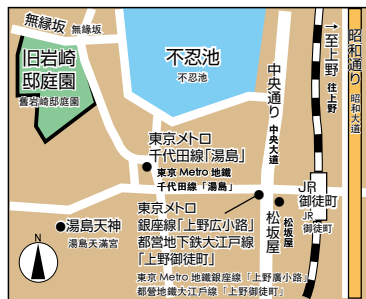 無縁坂
無縁坂
旧岩崎
邸庭園
舊岩崎邸庭園
不忍池
不忍池
中央通り
中央大道
→至上野
往上野
昭和通り
昭和大道
東京メトロ
千代田線「湯島」
東京 Metro 地鐵
千代田線「湯島」
JR
御徒町
JR
御徒町
東京メトロ
銀座線「上野広小路」
都営地下鉄大江戸線
「上野御徒町」
東京 Metro 地鐵銀座線「上野廣小路」
都營地鐵大江戶線「上野御徒町」
松坂屋
松坂屋
湯島天神
湯島天滿宮
N